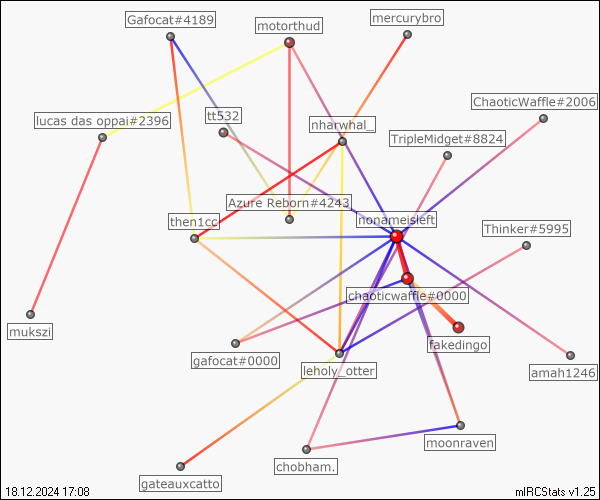 Gafocat#4189
motorthud
mercurybro
ChaoticWaffle#2006
lucas das oppai#2396
tt532
nharwhal_
TripleMidget#8824
Azure Reborn#4243
then1cc
nonameisleft
Thinker#5995
chaoticwaffle#0000
mukszi
fakedingo
gafocat#0000
leholy_otter
amah1246
moonraven
chobham.
gateauxcatto
18.12.2024 17:08
mIRCStats v1.25